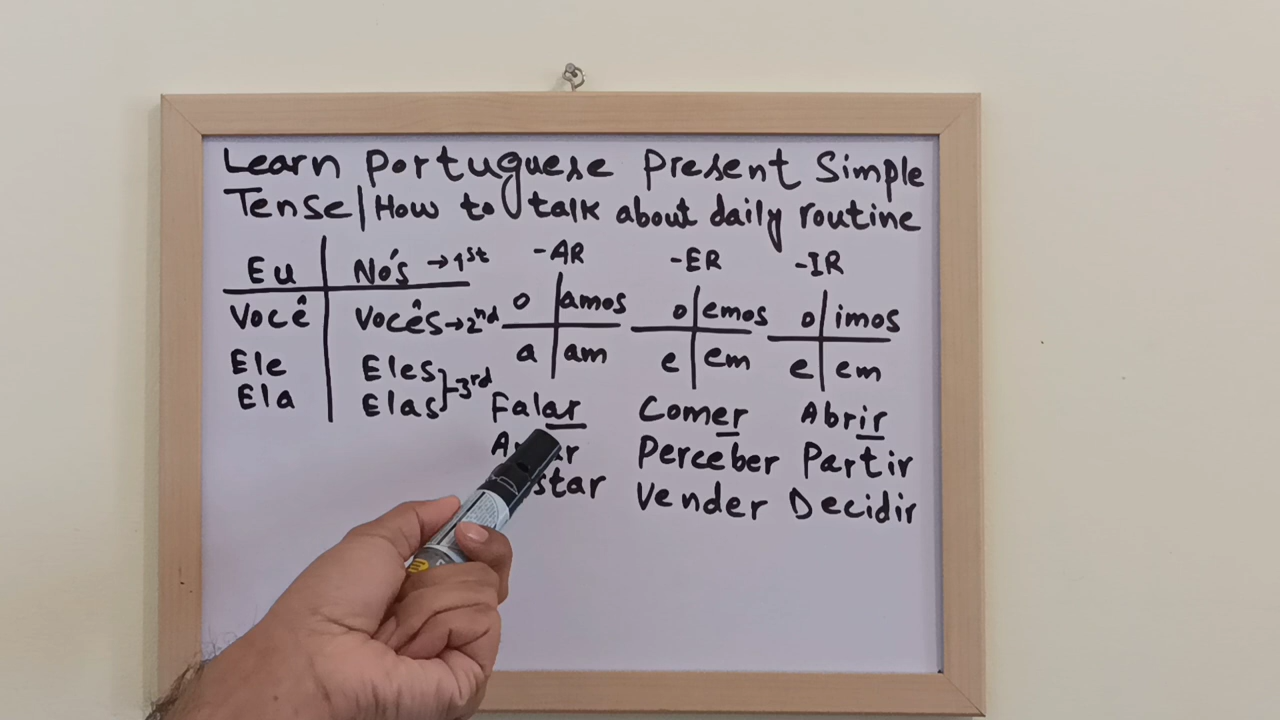 Learn Portuguese Present Simple
Tense | How to talk about daily routine
Eu Nós →1st
Você Vocês→2nd
Ele Eles
Ela Elas }-3rd
-AR
o amos
a am
Falar
-ER
o emos
e em
Comer
Perceber
Vender
-IR
o imos
e em
Abrir
Partir
Decidir